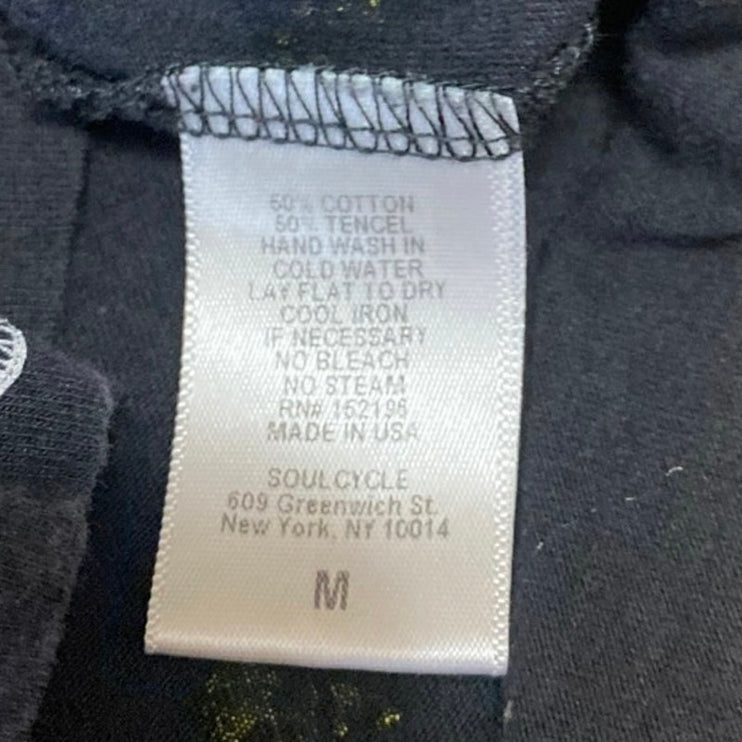 50% COTTON
50% TENCEL
HAND WASH IN
COLD WATER
LAY FLAT TO DRY
COOL IRON
IF NECESSARY
NO BLEACH
NO STEAM
RN# 152196
MADE IN USA
SOULCYCLE
609 Greenwich St.
New York, NY 10014
M